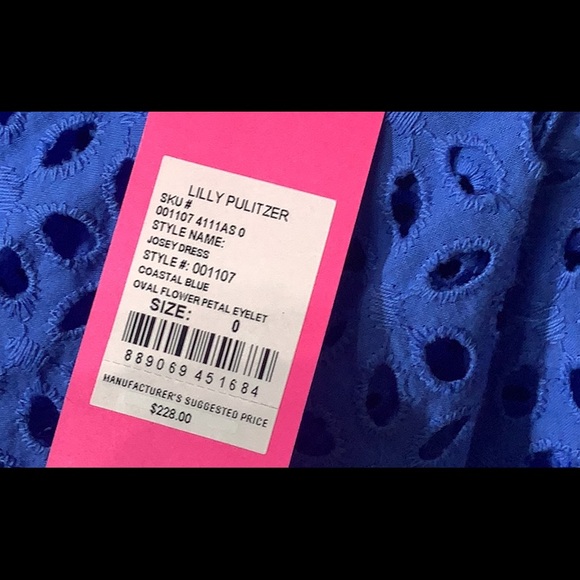 LILLY PULITZER
SKU #
001107 4111AS 0
STYLE NAME:
JOSEY DRESS
STYLE #: 001107
COASTAL BLUE
OVAL FLOWER PETAL EYELET
SIZE: 0
889069 451684
MANUFACTURER'S SUGGESTED PRICE
$228.00